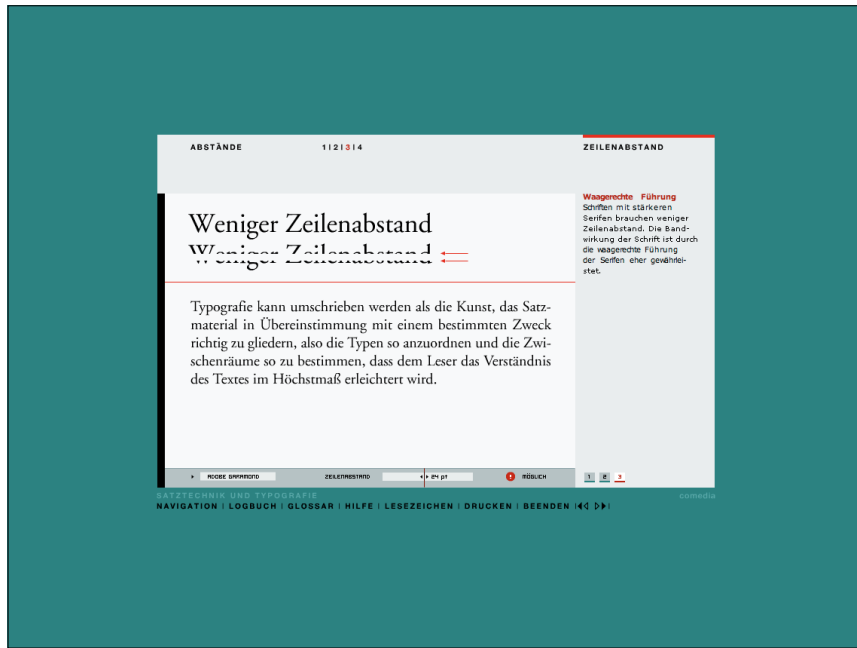 ABSTÄNDE
1 | 2 | 3 | 4
ZEILENABSTAND
Weniger Zeilenabstand
Weniger Zeilenabstand
Typografie kann umschrieben werden als die Kunst, das Satz-
material in Übereinstimmung mit einem bestimmten Zweck
richtig zu gliedern, also die Typen so anzuordnen und die Zwi-
schenräume so zu bestimmen, dass dem Leser das Verständnis
des Textes im Höchstmaß erleichtert wird.
Waagerechte Führung
Schriften mit stärkeren
Serifen brauchen weniger
Zeilenabstand. Die Band-
wirkung der Schrift ist durch
die waagerechte Führung
der Serifen eher gewährlei-
stet.
ADOBE GARAMOND
ZEILENABSTAND
24 pt
MÖGLICH
1 2 3
SATZTECHNIK UND TYPOGRAFIE
comedia
NAVIGATION | LOGBUCH | GLOSSAR | HILFE | LESEZEICHEN | DRUCKEN | BEENDEN